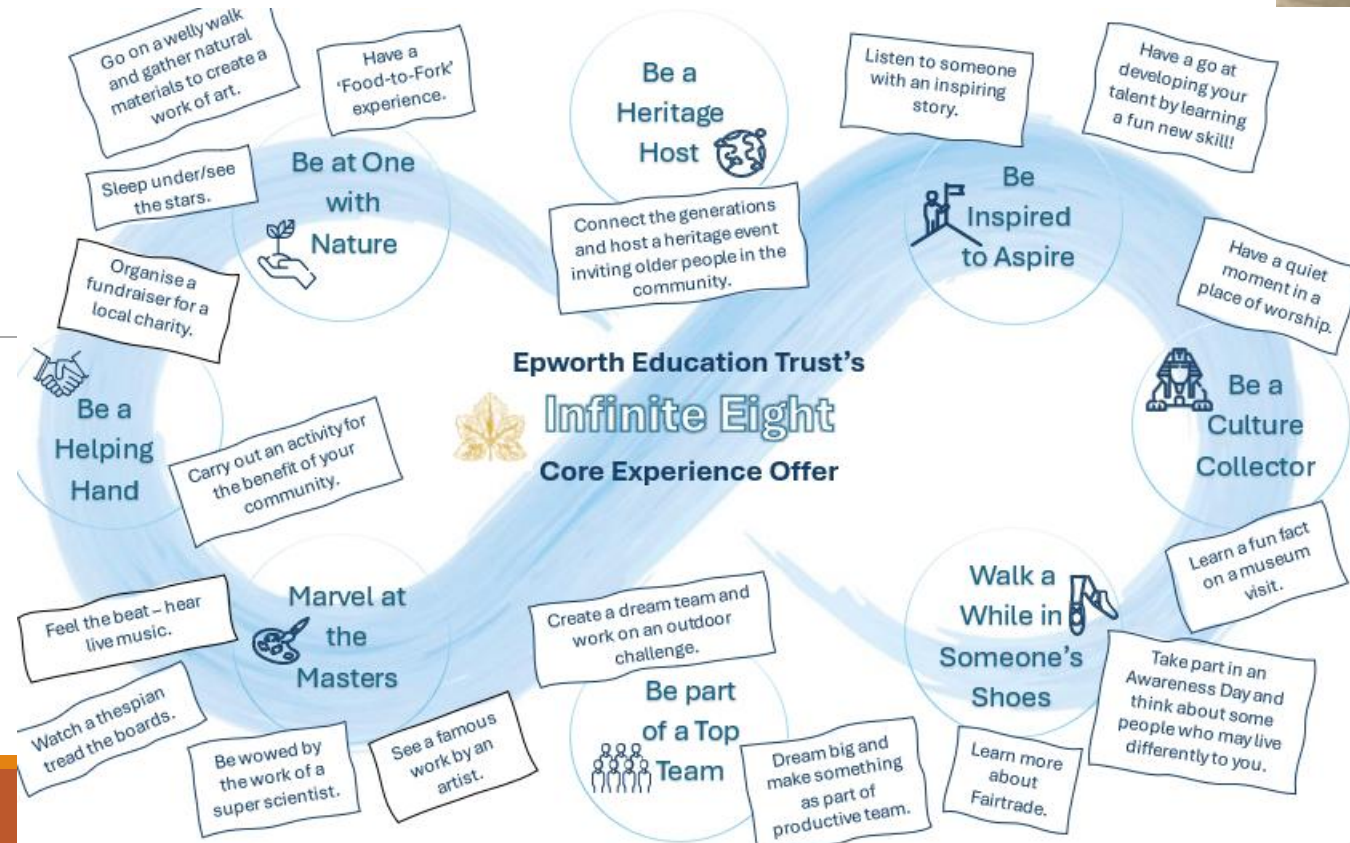 Go on a welly walk
and gather natural
materials to create a
work of art.
Have a
'Food-to-Fork'
experience.
Sleep under/see
the stars.
Be at One
with
Nature
Be a
Heritage
Host
Connect the generations
and host a heritage event
inviting older people in the
community.
Listen to someone
with an inspiring
story.
Have a go at
developing your
talent by learning
a fun new skill!
Be
Inspired
to Aspire
Organise a
fundraiser for a
local charity.
Be a
Helping
Hand
Carry out an activity for
the benefit of your
community.
Epworth Education Trust's
Infinite Eight
Core Experience Offer
Have a quiet
moment in a
place of worship.
Be a
Culture
Collector
Learn a fun fact
on a museum
visit.
Feel the beat – hear
live music.
Marvel at
the
Masters
Watch a thespian
tread the boards.
Be wowed by
the work of a
super scientist.
See a famous
work by an
artist.
Create a dream team and
work on an outdoor
challenge.
Be part
of a Top
Team
Dream big and
make something
as part of
productive team.
Walk a
While in
Someone's
Shoes
Learn more
about
Fairtrade.
Take part in an
Awareness Day and
think about some
people who may live
differently to you.